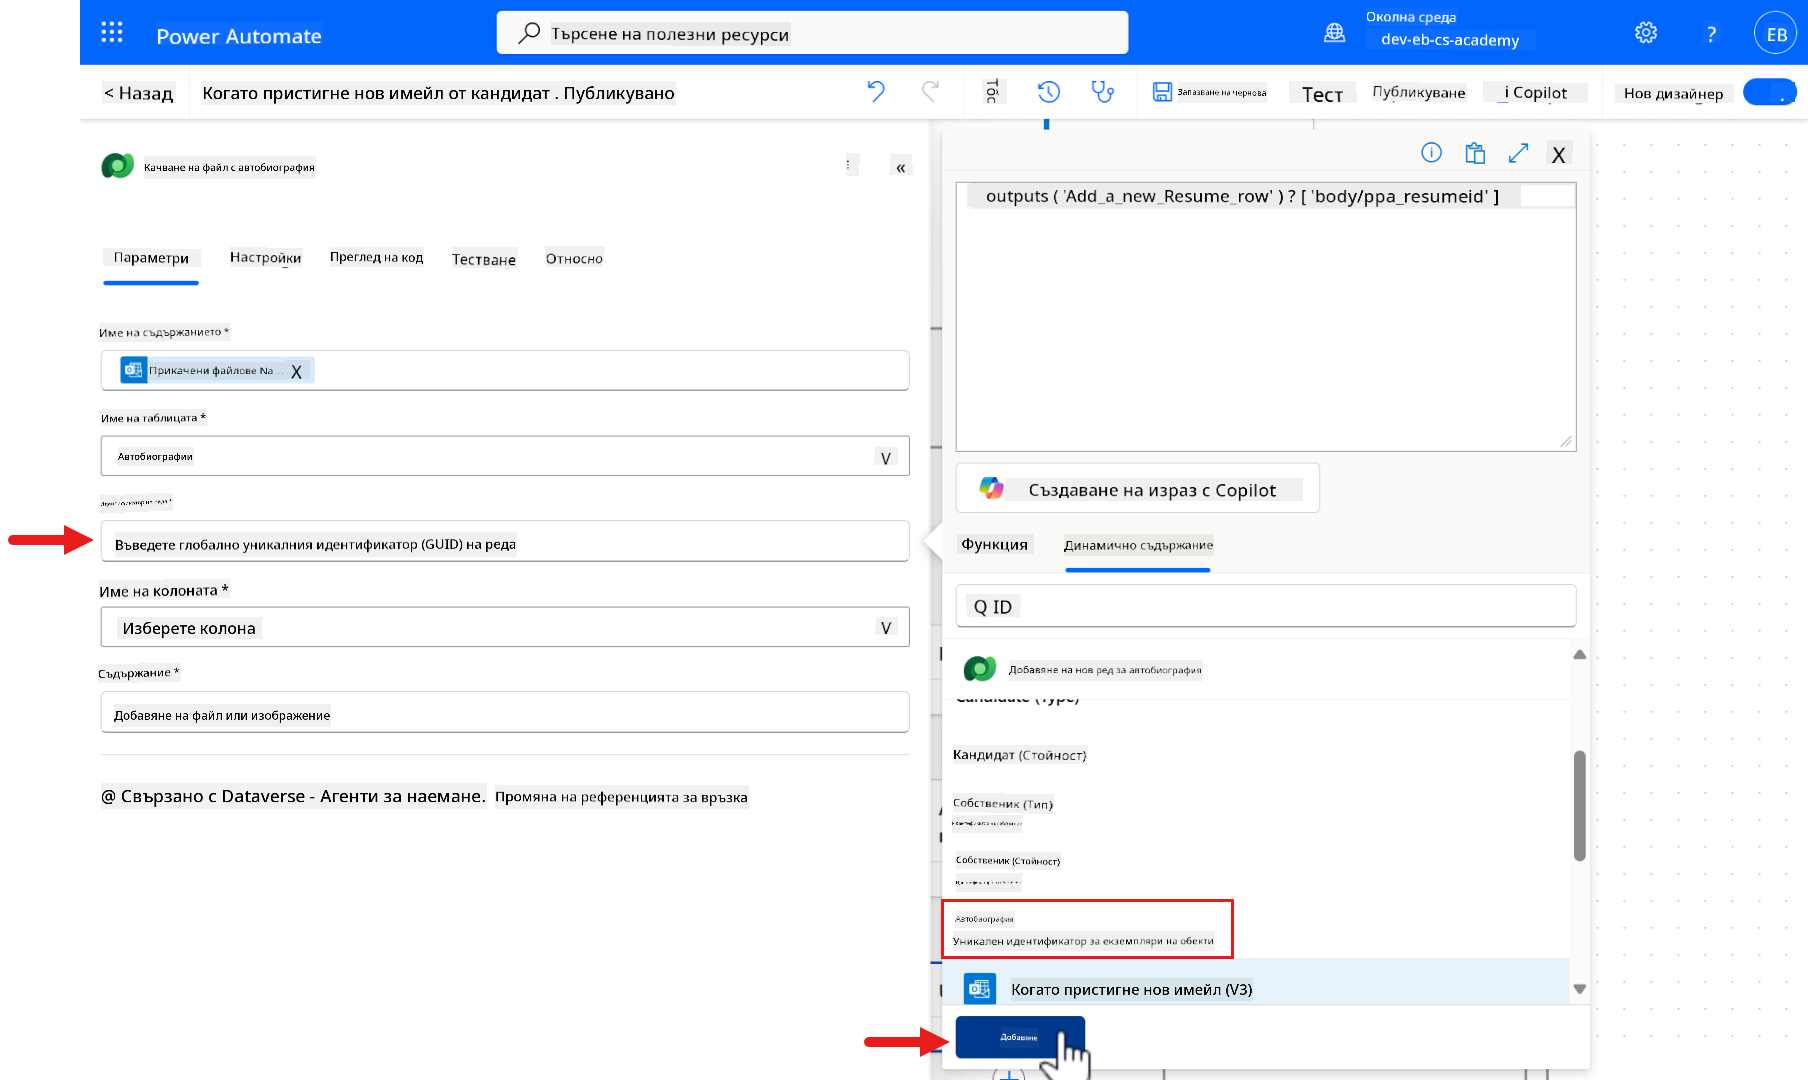 Power Automate
Търсене на полезни ресурси
Околна среда
dev-eb-cs-academy
?
EB
< Назад
Когато пристигне нов имейл от кандидат . Публикувано
Запазване на чернова
Тест
Публикуване
i Copilot
Нов дизайнер
Качване на файл с автобиография
«
Параметри
Настройки
Преглед на код
Тестване
Относно
Име на съдържанието *
Прикачени файлове Na ... X
Име на таблицата *
Автобиографии
V
Въведете глобално уникалния идентификатор (GUID) на реда
Име на колоната *
Изберете колона
V
Съдържание *
Добавяне на файл или изображение
@ Свързано с Dataverse - Агенти за наемане. Промяна на референцията за връзка
X
outputs ( 'Add_a_new_Resume_row' ) ? [ 'body/ppa_resumeid' ]
Създаване на израз с Copilot
Функция
Динамично съдържание
Q ID
Добавяне на нов ред за автобиография
Candidate (Type)
Кандидат (Стойност)
Собственик (Тип)
Собственик (Стойност)
Автобиография
Уникален идентификатор за екземпляри на обекти
Когато пристигне нов имейл (V3)
Добавяне